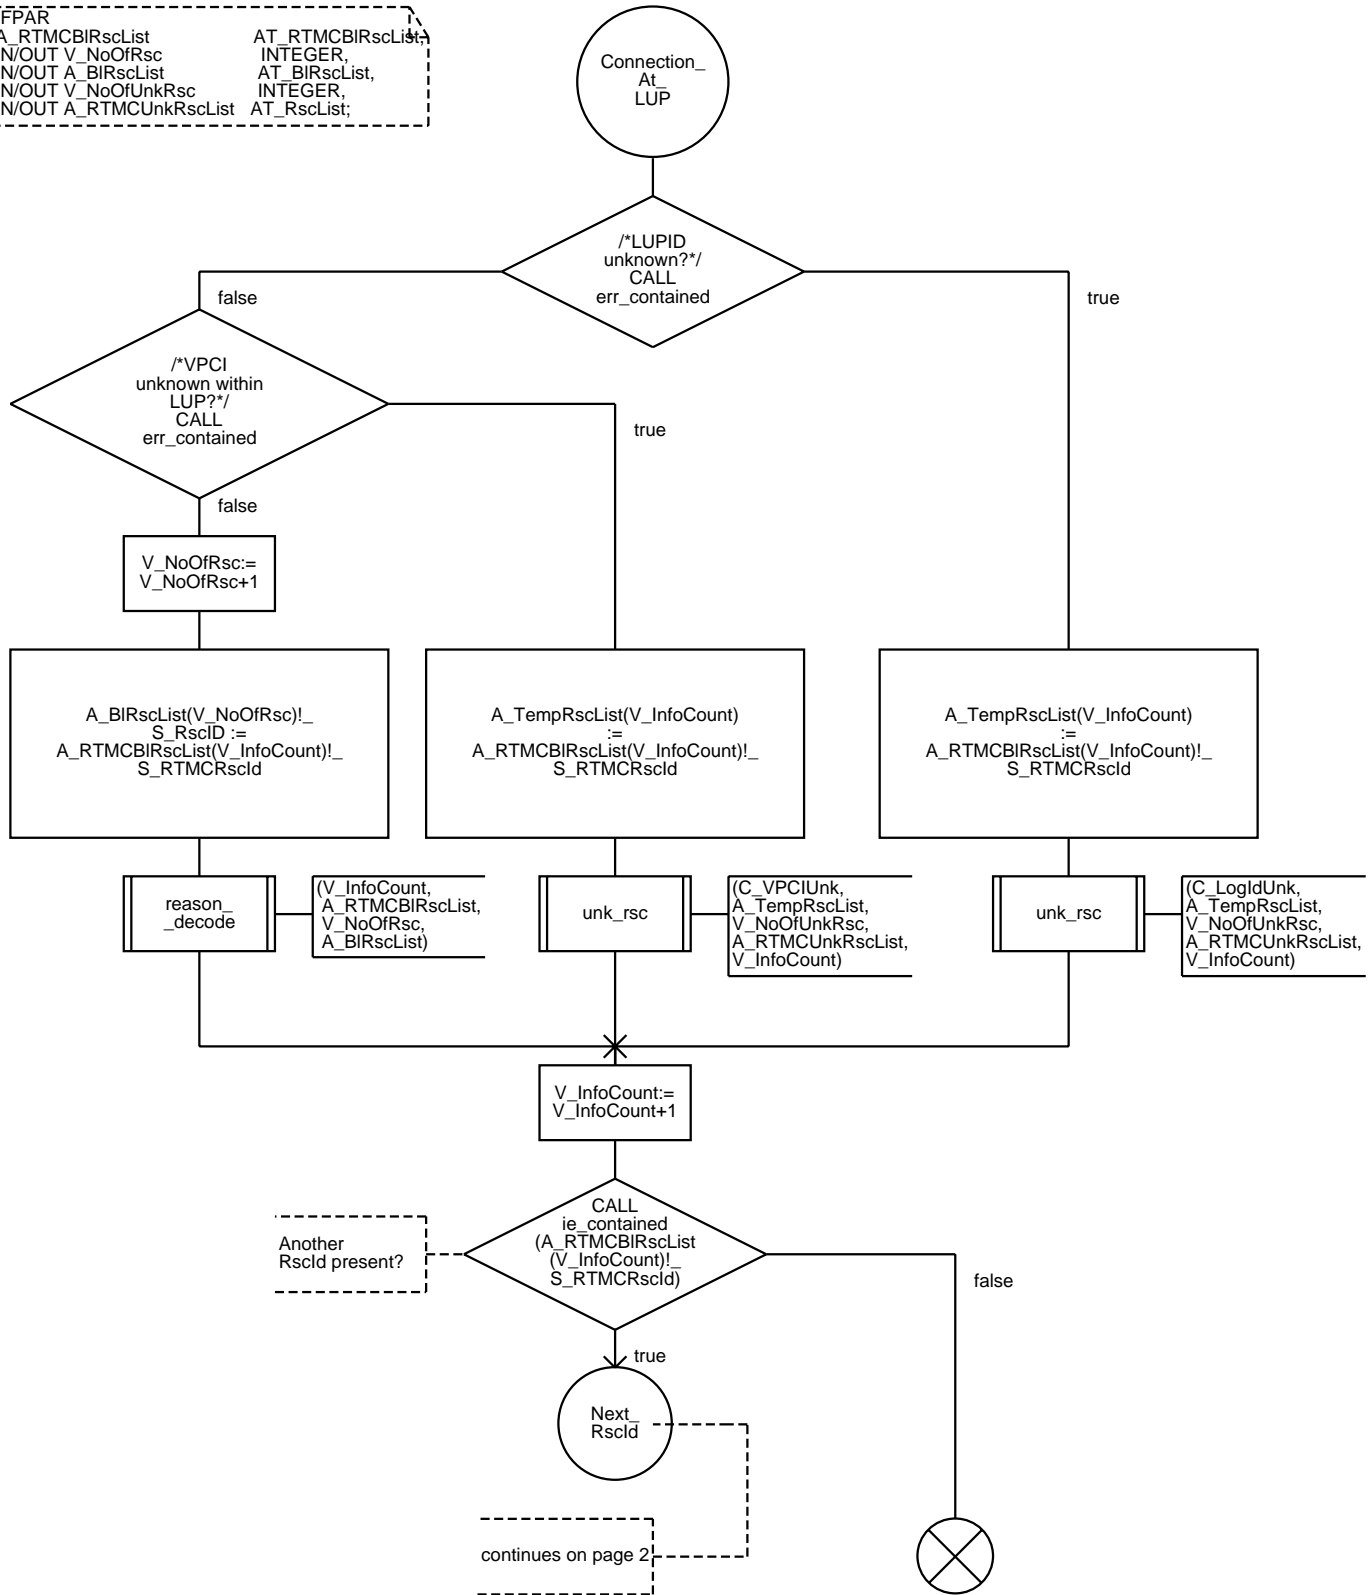 FPAR
A_RTMCBlRscList AT_RTMCBlRscList,
N/OUT V_NoOfRsc INTEGER,
N/OUT A_BlRscList AT_BlRscList,
N/OUT V_NoOfUnkRsc INTEGER,
N/OUT A_RTMCUnkRscList AT_RscList;
Connection_
At_
LUP
/*LUPID
unknown?*/
CALL
err_contained
false
true
/*VPCI
unknown within
LUP?*/
CALL
err_contained
true
false
V_NoOfRsc:=
V_NoOfRsc+1
A_BlRscList(V_NoOfRsc)!_
S_RscID :=
A_RTMCBlRscList(V_InfoCount)!_
S_RTMCRscId
A_TempRscList(V_InfoCount)
:=
A_RTMCBlRscList(V_InfoCount)!_
S_RTMCRscId
A_TempRscList(V_InfoCount)
:=
A_RTMCBlRscList(V_InfoCount)!_
S_RTMCRscId
reason_
_decode
(V_InfoCount,
A_RTMCBlRscList,
V_NoOfRsc,
A_BlRscList)
unk_rsc
(C_VPCIUnk,
A_TempRscList,
V_NoOfUnkRsc,
A_RTMCUnkRscList,
V_InfoCount)
unk_rsc
(C_LogIdUnk,
A_TempRscList,
V_NoOfUnkRsc,
A_RTMCUnkRscList,
V_InfoCount)
V_InfoCount:=
V_InfoCount+1
CALL
ie_contained
(A_RTMCBlRscList
(V_InfoCount)!_
S_RTMCRscId)
Another
RscId present?
false
true
Next_
RscId
continues on page 2